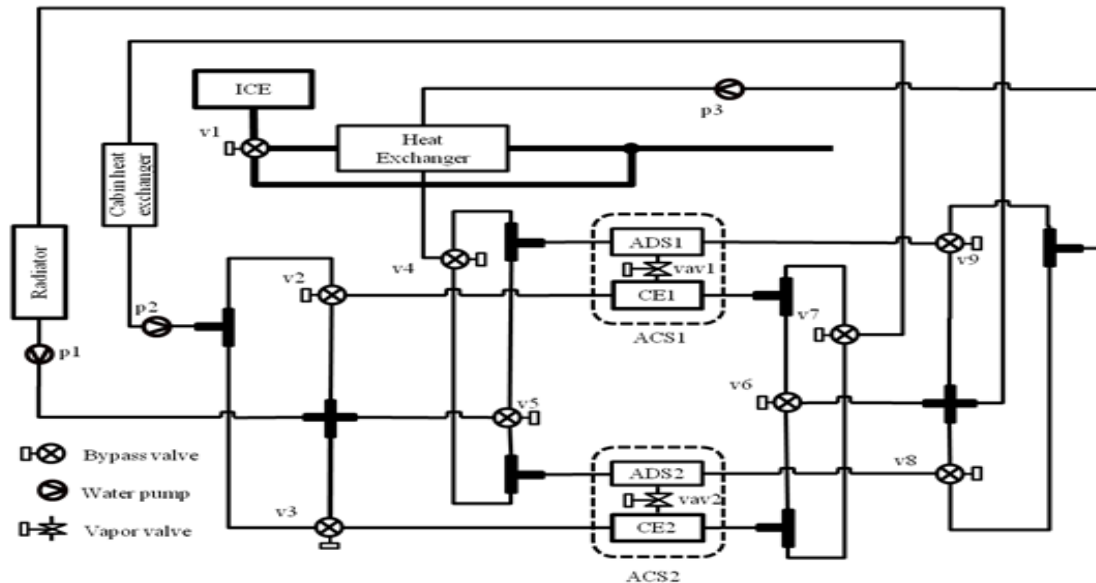 p3
ICE
v1
Heat
Exchanger
Cabin heat
exchanger
Radiator
v4
ADS1
vav1
v9
v2
CE1
p2
v7
ACS1
p1
v6
v5
Bypass valve
ADS2
v8
Water pump
vav2
v3
CE2
Vapor valve
ACS2